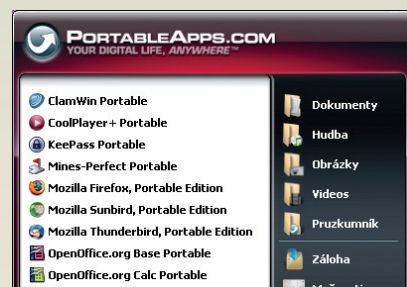 PORTABLEAPPS.COM
YOUR DIGITAL LIFE, ANYWHERE™
ClamWin Portable
CoolPlayer+ Portable
KeePass Portable
Mines-Perfect Portable
Mozilla Firefox, Portable Edition
Mozilla Sunbird, Portable Edition
Mozilla Thunderbird, Portable Edition
OpenOffice.org Base Portable
OpenOffice.org Calc Portable
Dokumenty
Hudba
Obrázky
Videos
Pruzkumník
Záloha